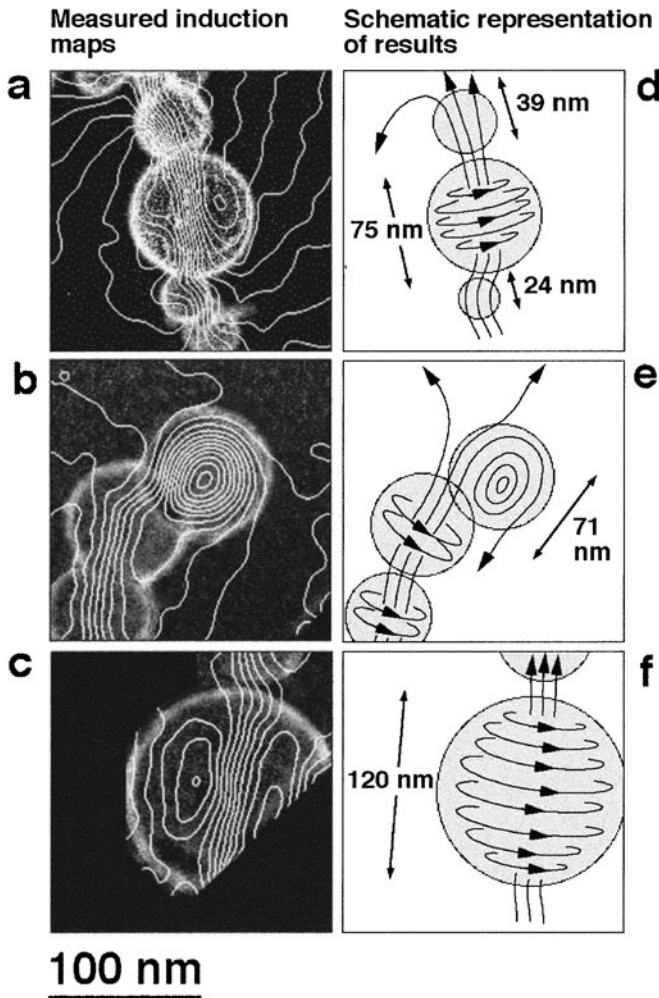 Measured induction
maps
Schematic representation
of results
a
d
39 nm
75 nm
24 nm
b
e
71
nm
c
f
120 nm
100 nm